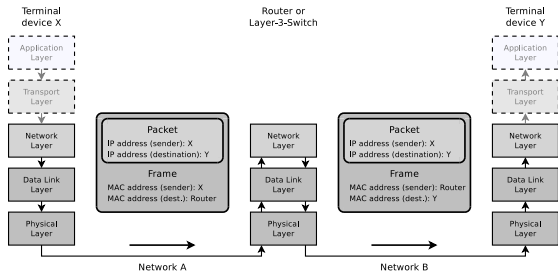 Terminal
device X
Application
Layer
Transport
Layer
Network
Layer
Data Link
Layer
Physical
Layer
Packet
IP address (sender): X
IP address (destination): Y
Frame
MAC address (sender): X
MAC address (dest.): Router
Network A
Router or
Layer-3-Switch
Network
Layer
Data Link
Layer
Physical
Layer
Packet
IP address (sender): X
IP address (destination): Y
Frame
MAC address (sender): Router
MAC address (dest.): Y
Network B
Terminal
device Y
Application
Layer
Transport
Layer
Network
Layer
Data Link
Layer
Physical
Layer